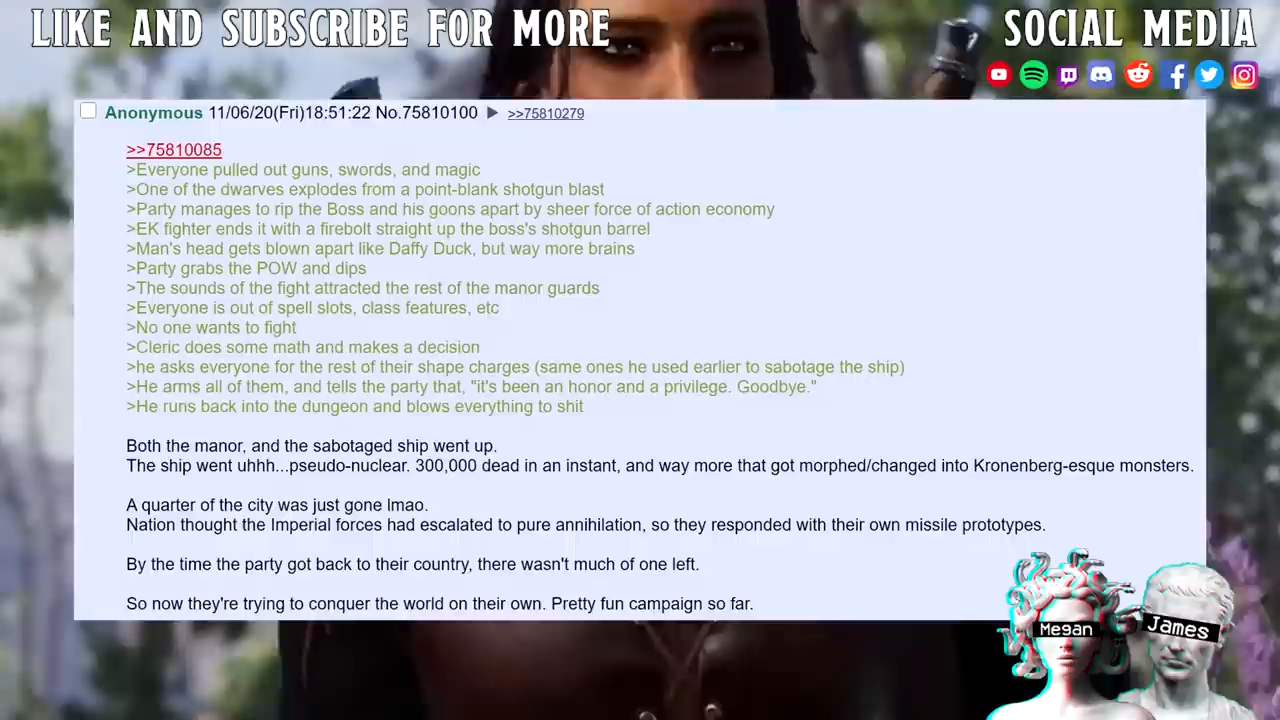 LIKE AND SUBSCRIBE FOR MORE
SOCIAL MEDIA
Anonymous 11/06/20(Fri)18:51:22 No.75810100 ▶ >>75810279
>>75810085
>Everyone pulled out guns, swords, and magic
>One of the dwarves explodes from a point-blank shotgun blast
>Party manages to rip the Boss and his goons apart by sheer force of action economy
>EK fighter ends it with a firebolt straight up the boss's shotgun barrel
>Man's head gets blown apart like Daffy Duck, but way more brains
>Party grabs the POW and dips
>The sounds of the fight attracted the rest of the manor guards
>Everyone is out of spell slots, class features, etc
>No one wants to fight
>Cleric does some math and makes a decision
>he asks everyone for the rest of their shape charges (same ones he used earlier to sabotage the ship)
>He arms all of them, and tells the party that, "it's been an honor and a privilege. Goodbye."
>He runs back into the dungeon and blows everything to shit
Both the manor, and the sabotaged ship went up.
The ship went uhhh...pseudo-nuclear. 300,000 dead in an instant, and way more that got morphed/changed into Kronenberg-esque monsters.
A quarter of the city was just gone lmao.
Nation thought the Imperial forces had escalated to pure annihilation, so they responded with their own missile prototypes.
By the time the party got back to their country, there wasn't much of one left.
So now they're trying to conquer the world on their own. Pretty fun campaign so far.
Megan
James